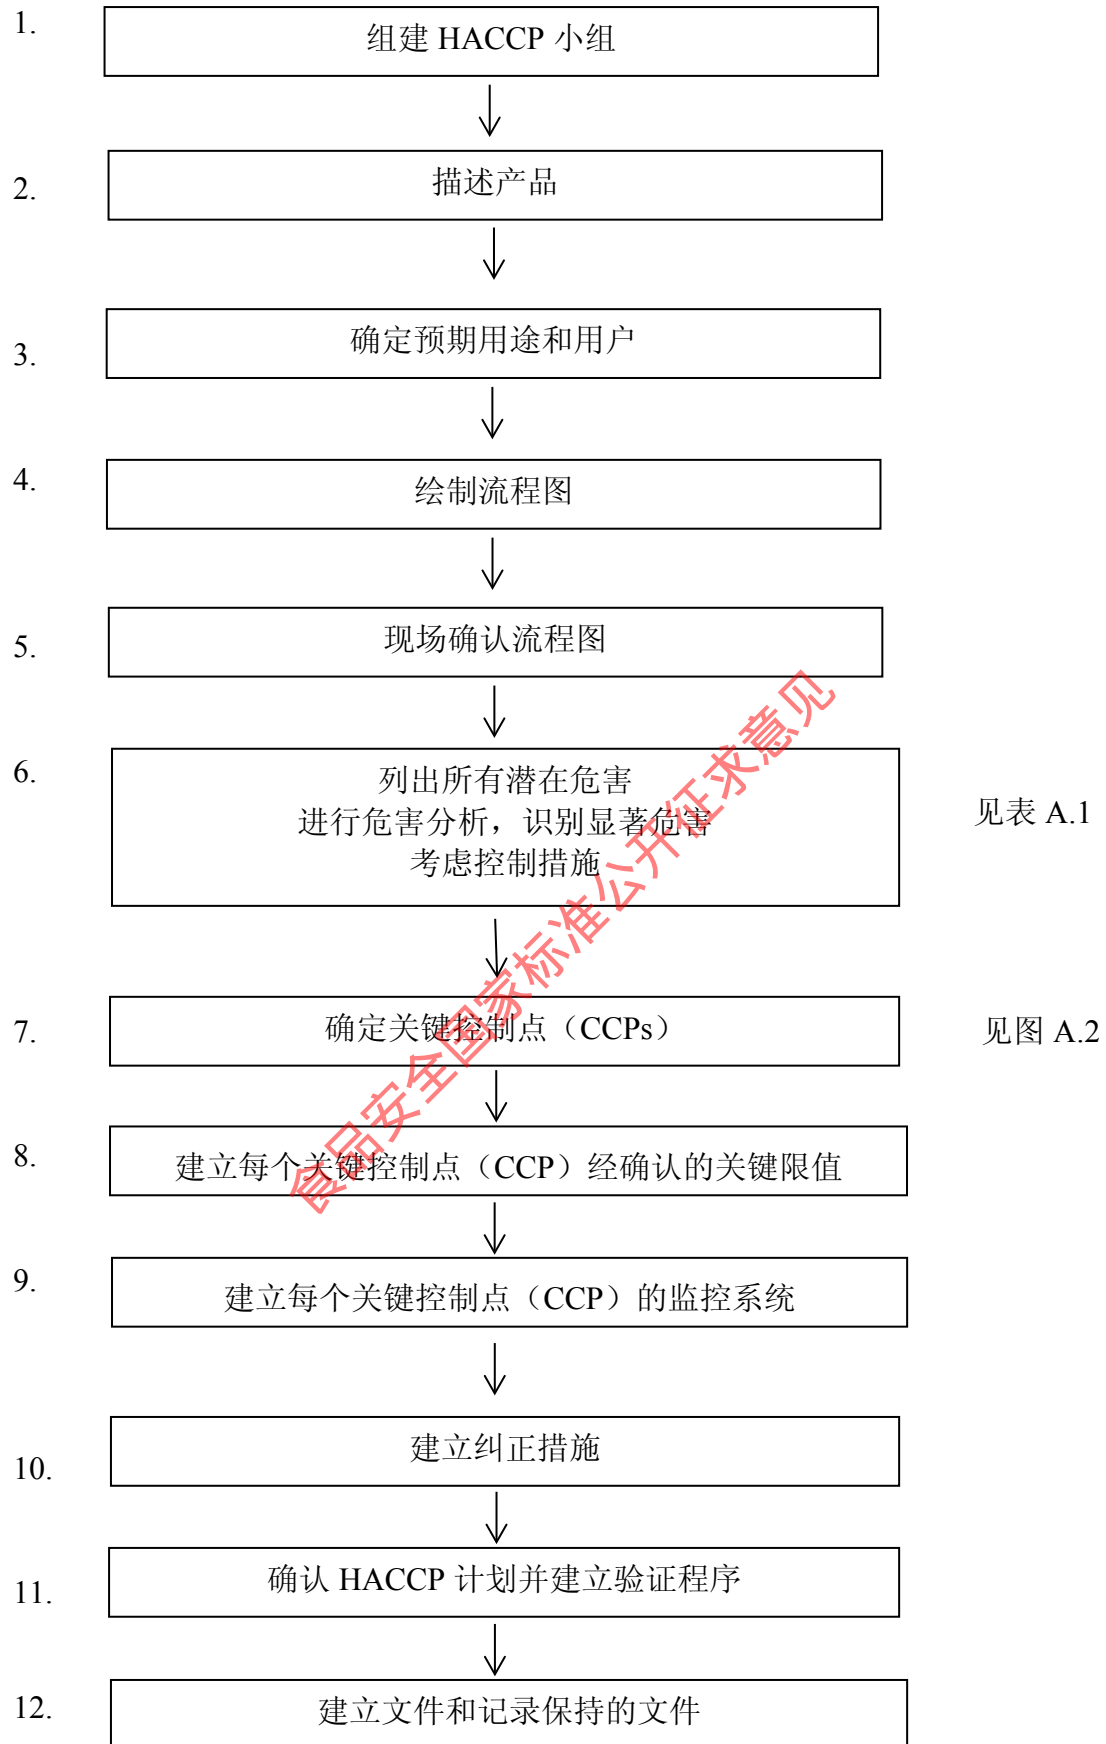 1.
组建 HACCP 小组
2.
描述产品
3.
确定预期用途和用户
4.
绘制流程图
5.
现场确认流程图
6.
列出所有潜在危害
进行危害分析，识别显著危害
考虑控制措施
见表 A.1
7.
确定关键控制点（CCPs）
见图 A.2
8.
建立每个关键控制点（CCP）经确认的关键限值
9.
建立每个关键控制点（CCP）的监控系统
10.
建立纠正措施
11.
确认 HACCP 计划并建立验证程序
12.
建立文件和记录保持的文件
食品安全国家标准公开征求意见